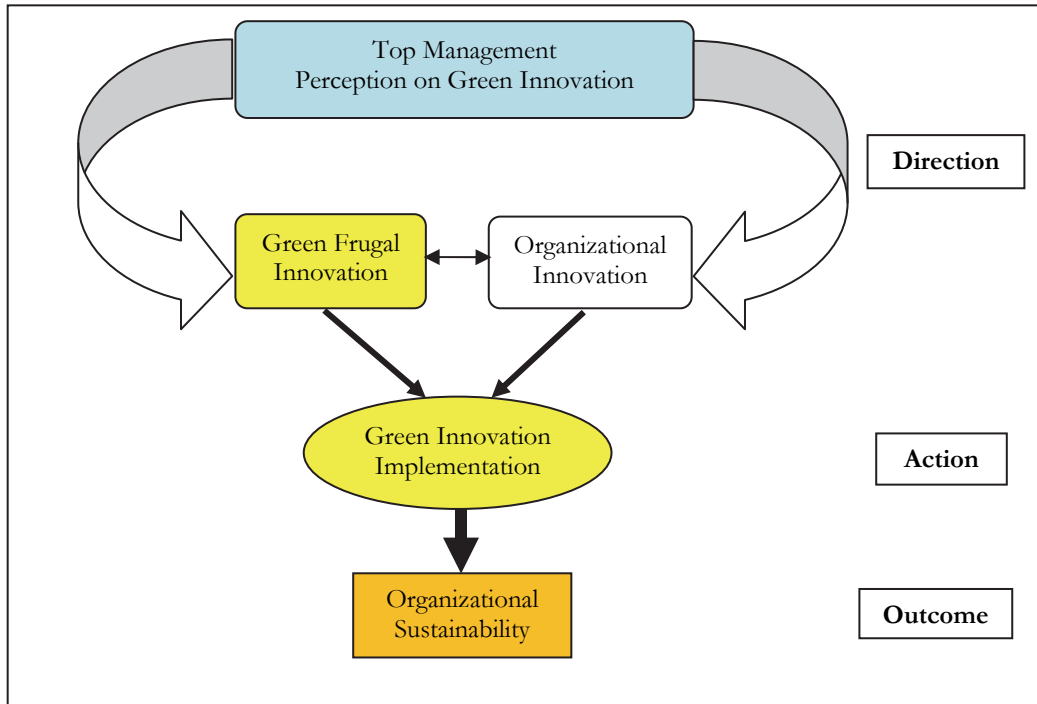 Top Management
Perception on Green Innovation
Direction
Green Frugal
Innovation
Organizational
Innovation
Green Innovation
Implementation
Action
Organizational
Sustainability
Outcome